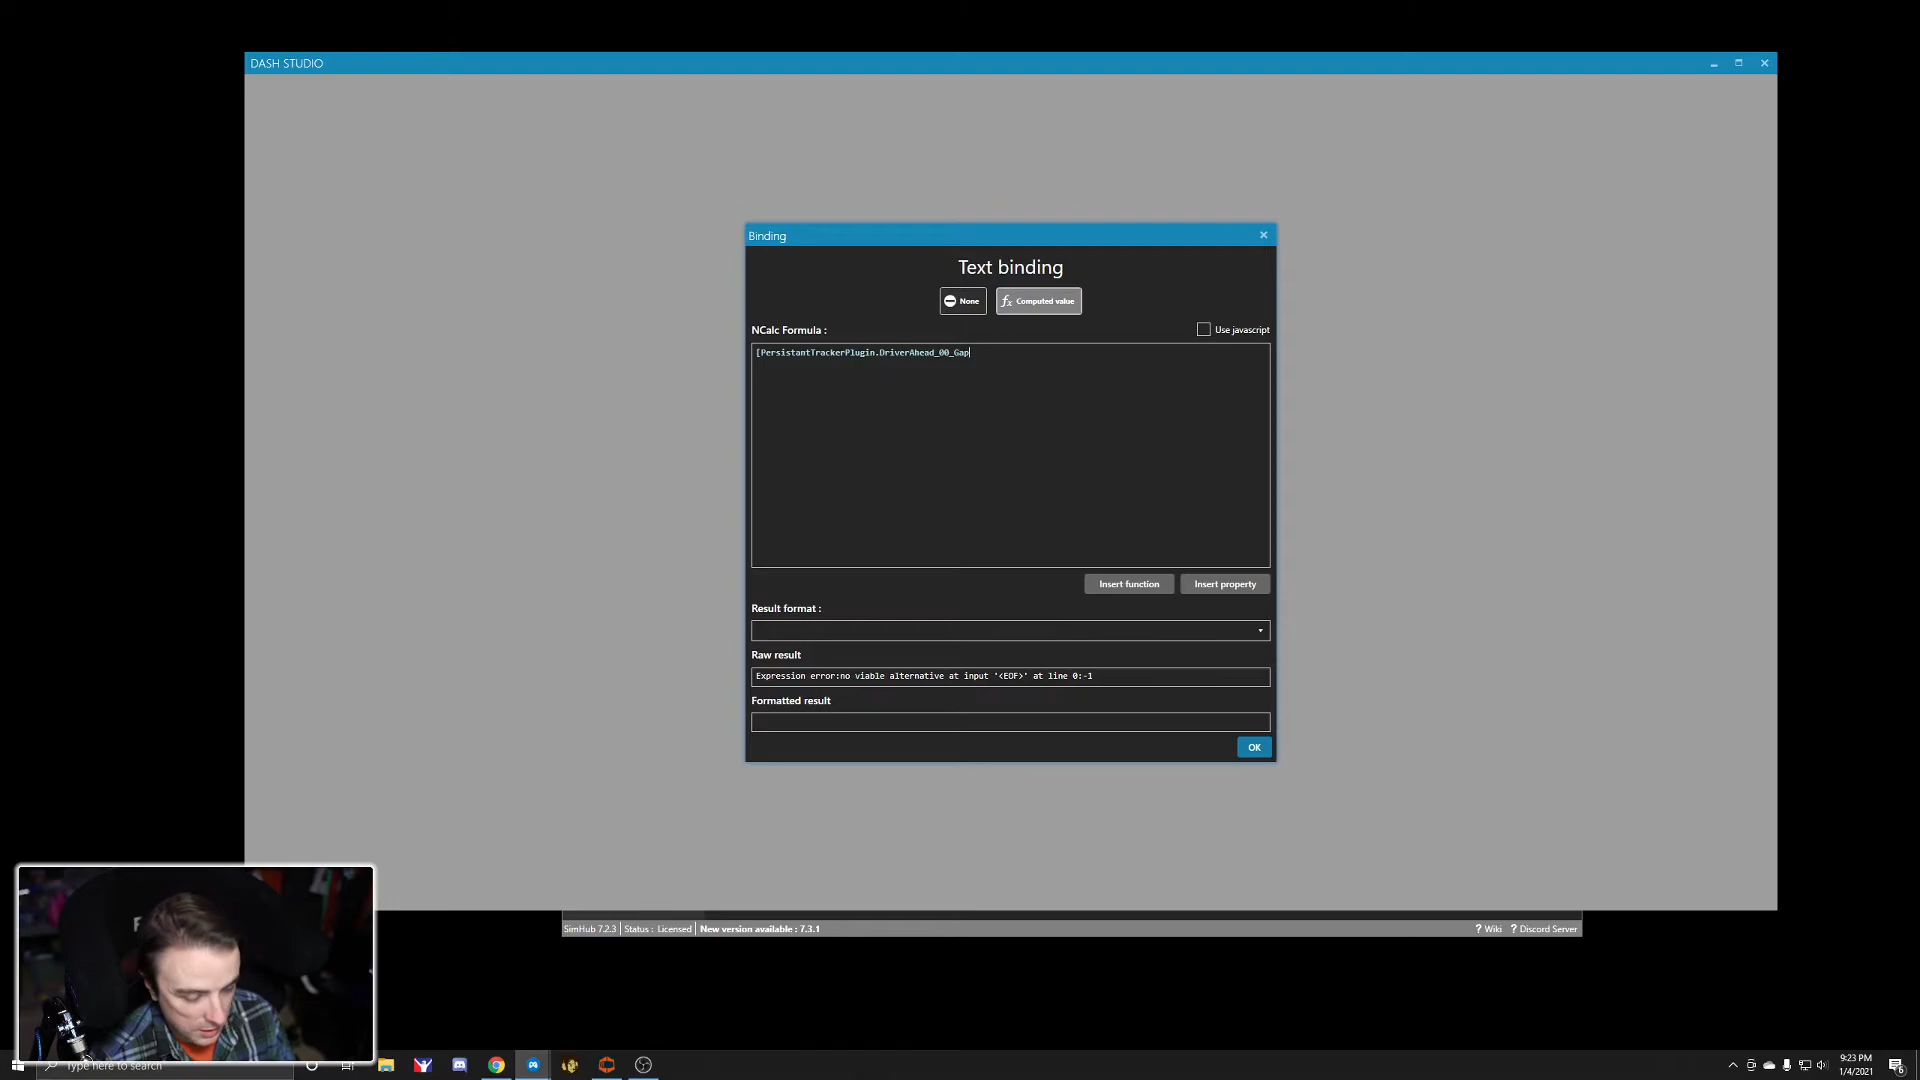 DASH STUDIO
Binding
Text binding
None
fx Computed value
NCalc Formula :
Use javascript
[PersistantTrackerPlugin.DriverAhead_00_Gap
Insert function
Insert property
Result format :
Raw result
Expression error:no viable alternative at input '<EOF>' at line 0:-1
Formatted result
OK
SimHub 7.2.3 | Status : Licensed | New version available : 7.3.1
? Wiki
? Discord Server
Type here to search
9:23 PM
1/4/2021
6